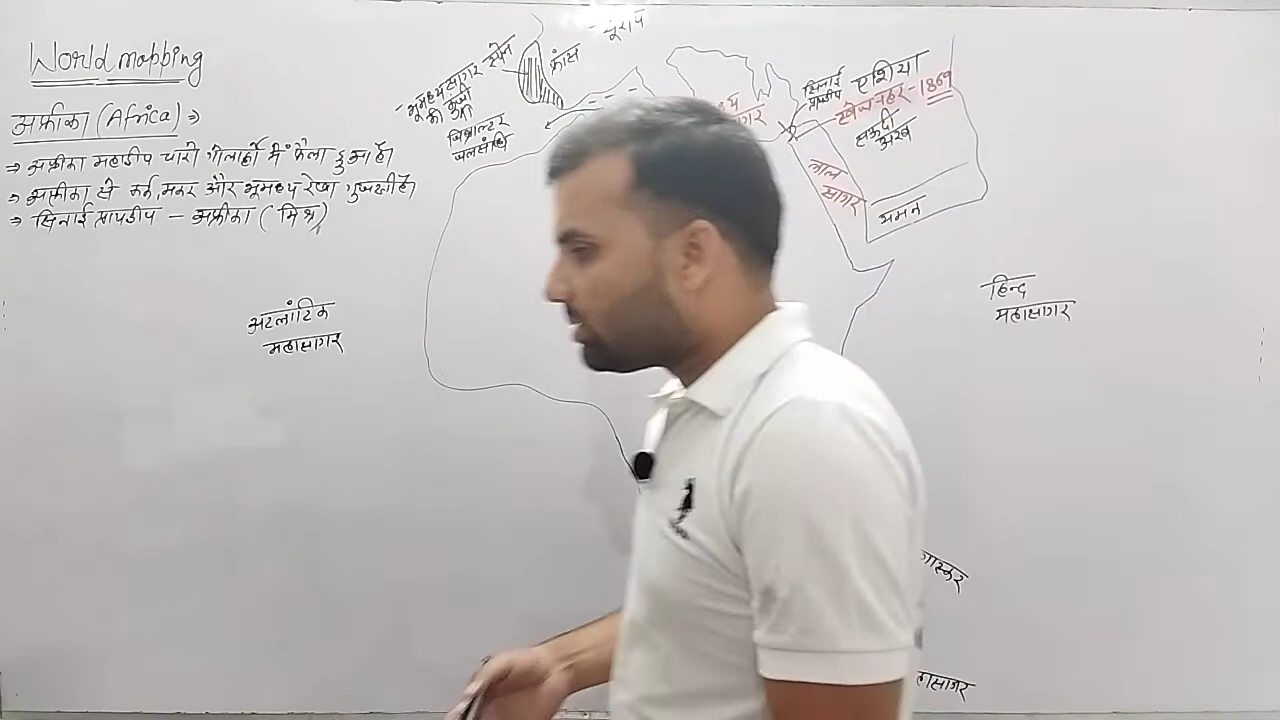 World mapping
अफ्रीका (Africa) ⇒
⇒ अफ्रीका महाद्वीप चारो गोलार्द्धो में फैला हुआ है।
⇒ अफ्रीका से कर्क, मकर और भूमध्य रेखा गुजरती है।
⇒ सिनाई प्रायद्वीप – अफ्रीका (मिश्र)
- यूरोप
स्पेन
फ्रांस
- भूमध्यसागर
की कुंजी
जिब्राल्टर
जलसंधि
सिनाई
एशिया
स्वेज नहर - 1869
सऊदी
अरब
लाल
सागर
यमन
अटलांटिक
महासागर
हिन्द
महासागर
गास्कर